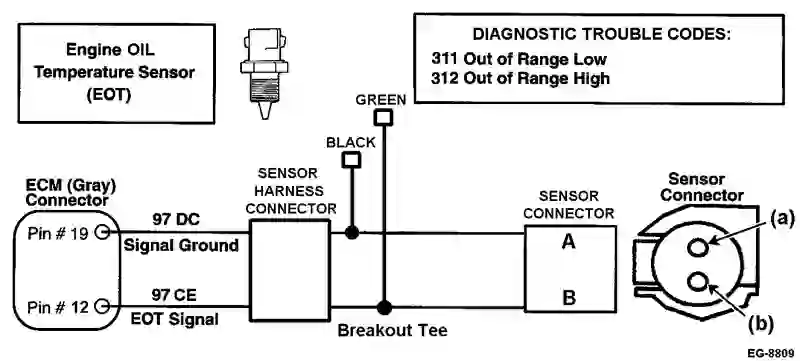 Engine OIL
Temperature Sensor
(EOT)
DIAGNOSTIC TROUBLE CODES:
311 Out of Range Low
312 Out of Range High
GREEN
BLACK
ECM (Gray)
Connector
SENSOR
HARNESS
CONNECTOR
SENSOR
CONNECTOR
Sensor
Connector
Pin # 19
97 DC
Signal Ground
A
(a)
Pin # 12
97 CE
EOT Signal
B
(b)
Breakout Tee
EG-8809